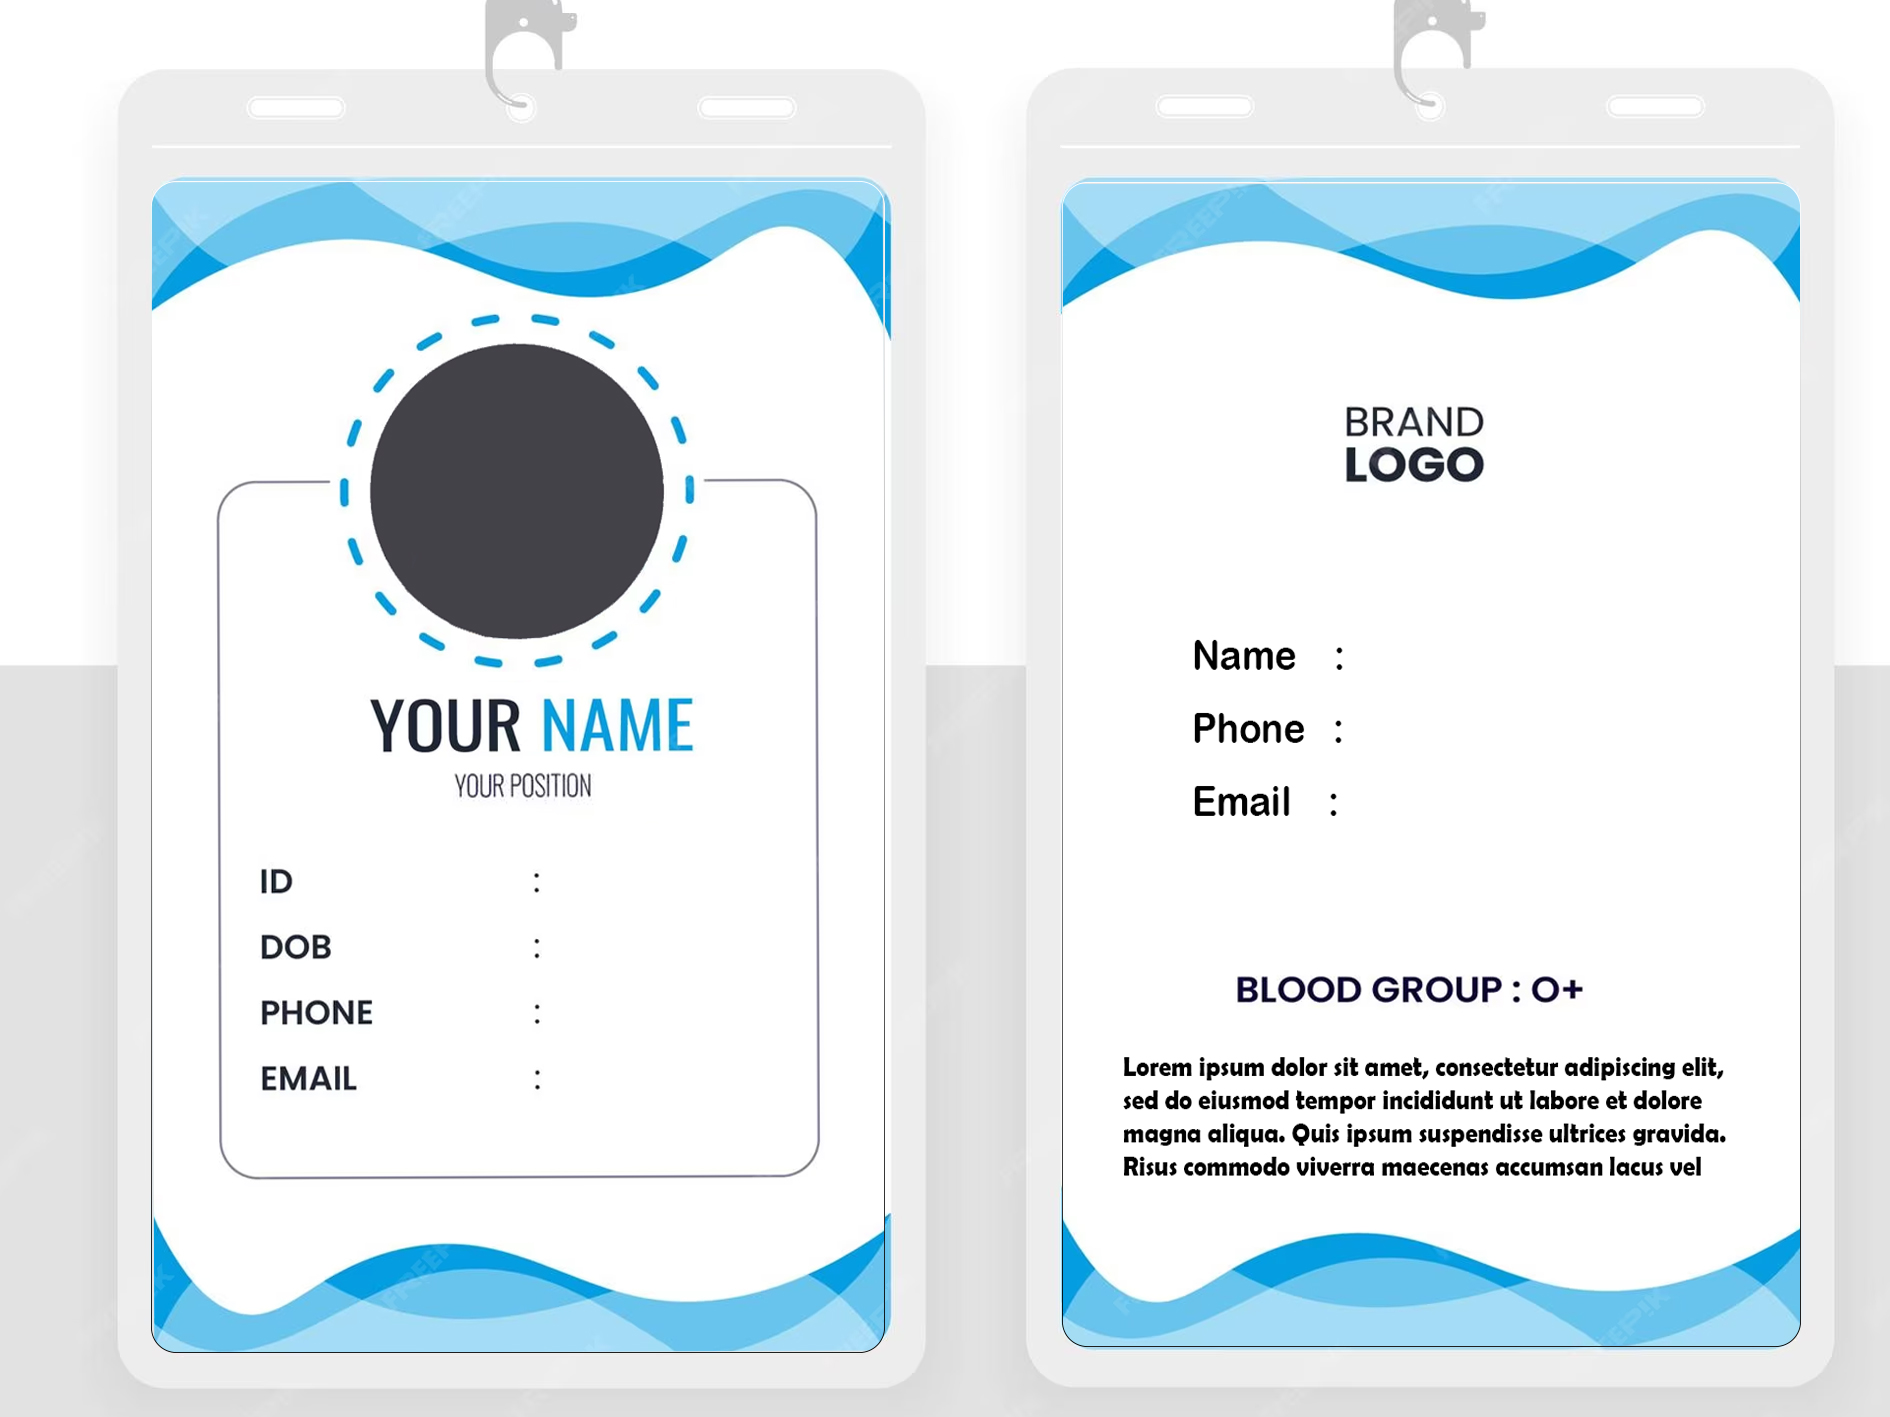 YOUR NAME
YOUR POSITION
ID :
DOB :
PHONE :
EMAIL :
BRAND
LOGO
Name :
Phone :
Email :
BLOOD GROUP : O+
Lorem ipsum dolor sit amet, consectetur adipiscing elit,
sed do eiusmod tempor incididunt ut labore et dolore
magna aliqua. Quis ipsum suspendisse ultrices gravida.
Risus commodo viverra maecenas accumsan lacus vel